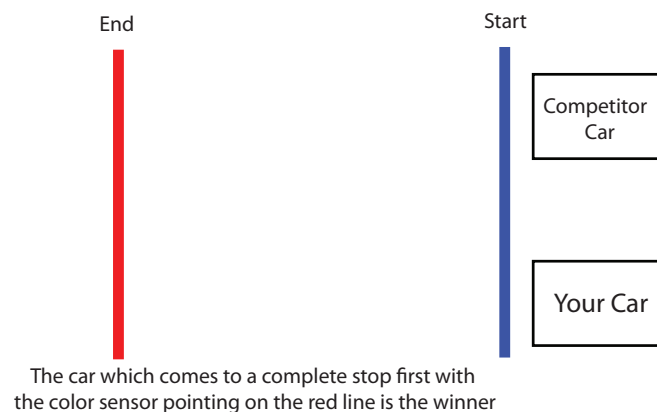 End
Start
Competitor
Car
Your Car
The car which comes to a complete stop first with
the color sensor pointing on the red line is the winner